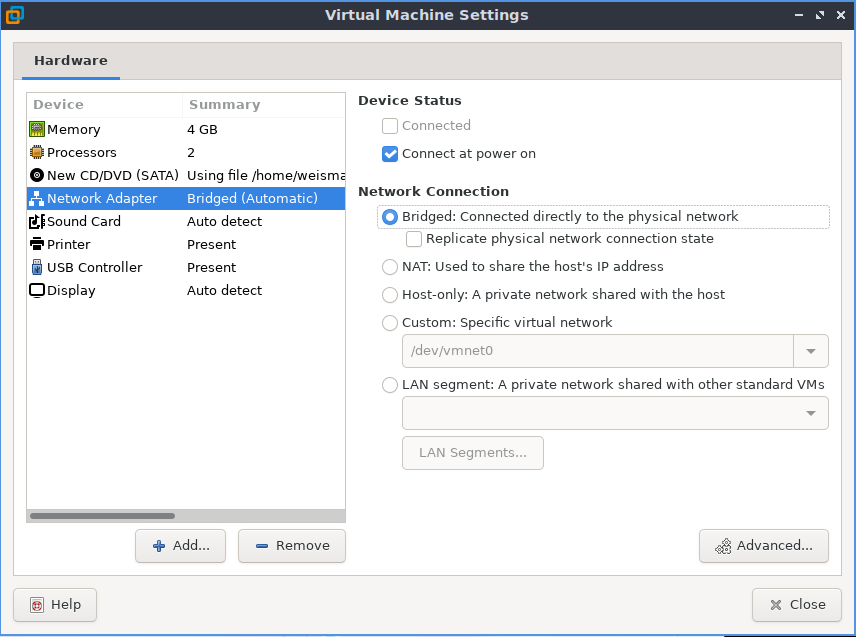 Virtual Machine Settings
Hardware
Device Summary
Memory 4 GB
Processors 2
New CD/DVD (SATA) Using file /home/weisma
Network Adapter Bridged (Automatic)
Sound Card Auto detect
Printer Present
USB Controller Present
Display Auto detect
Add...
Remove
Device Status
Connected
Connect at power on
Network Connection
Bridged: Connected directly to the physical network
Replicate physical network connection state
NAT: Used to share the host's IP address
Host-only: A private network shared with the host
Custom: Specific virtual network
/dev/vmnet0
LAN segment: A private network shared with other standard VMs
LAN Segments...
Advanced...
Help
Close